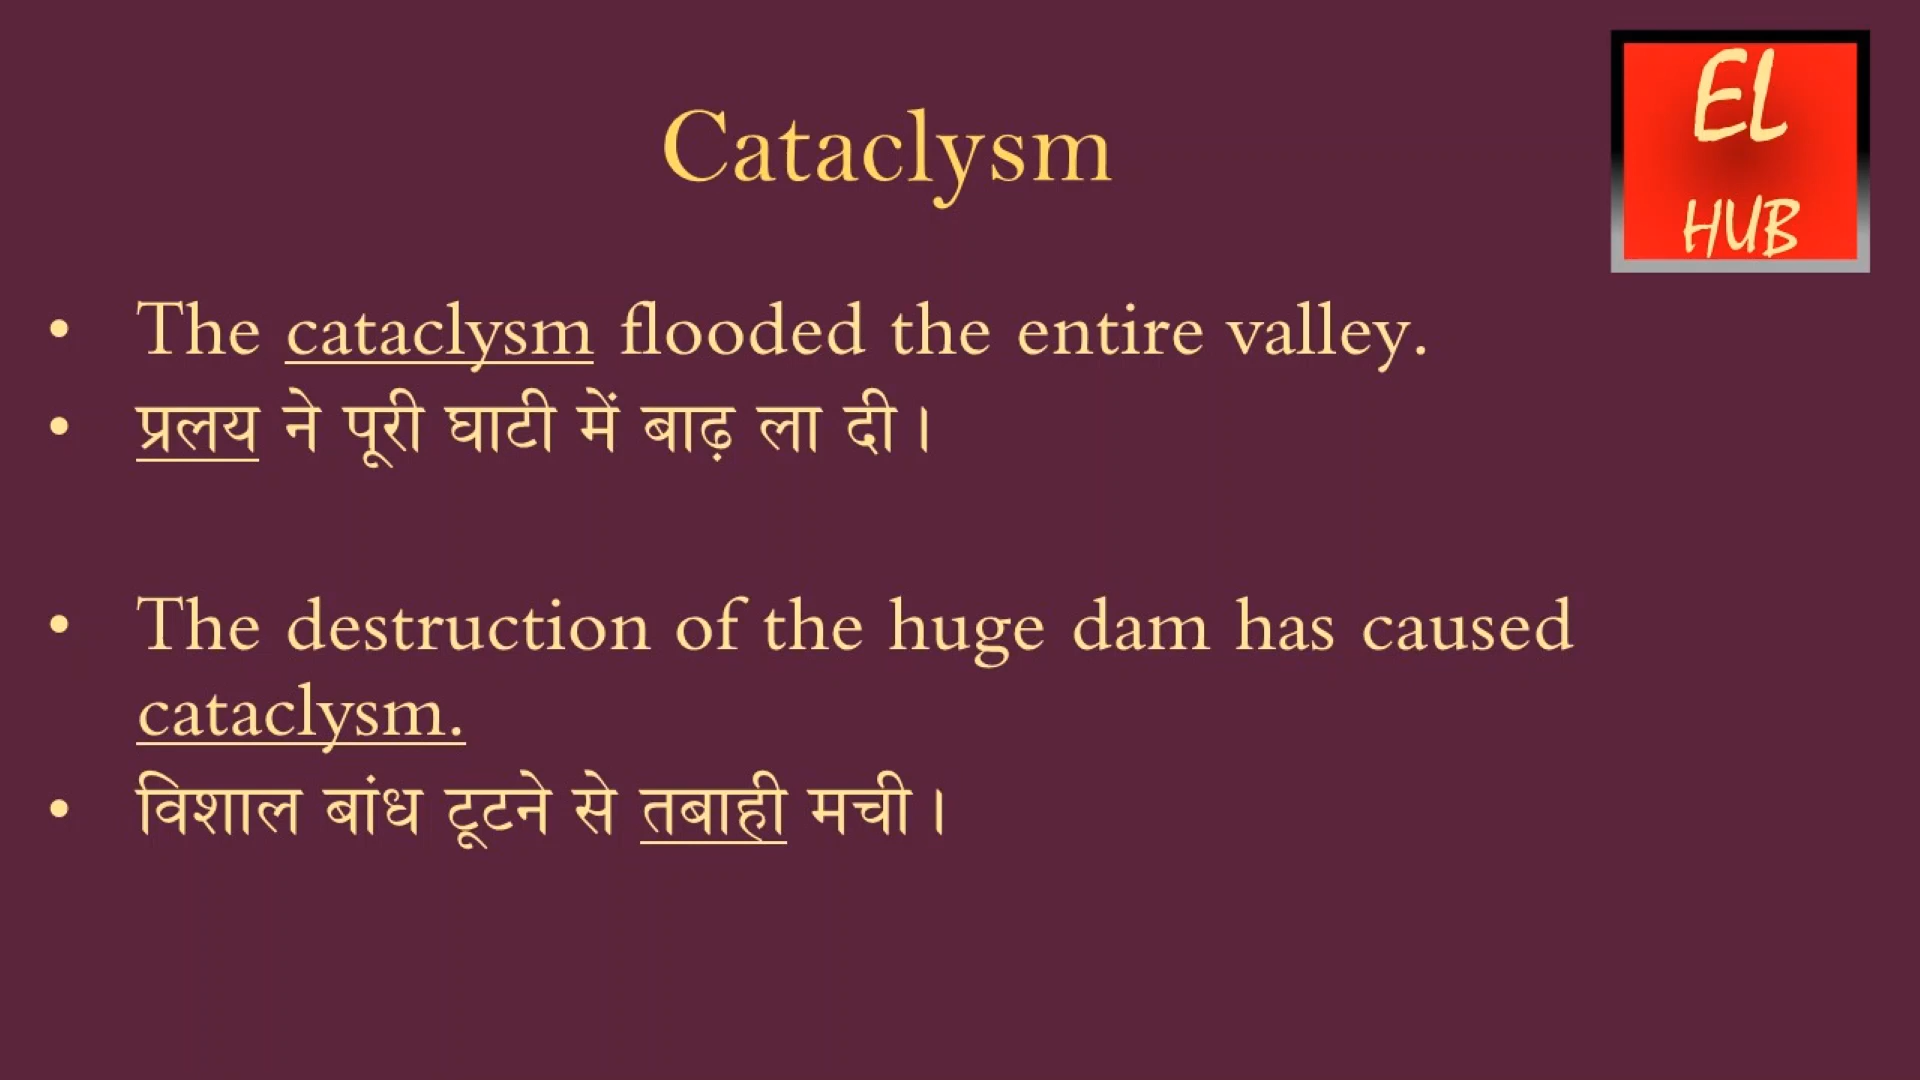 EL
HUB
Cataclysm
• The cataclysm flooded the entire valley.
• प्रलय ने पूरी घाटी में बाढ़ ला दी।
• The destruction of the huge dam has caused
cataclysm.
• विशाल बांध टूटने से तबाही मची।